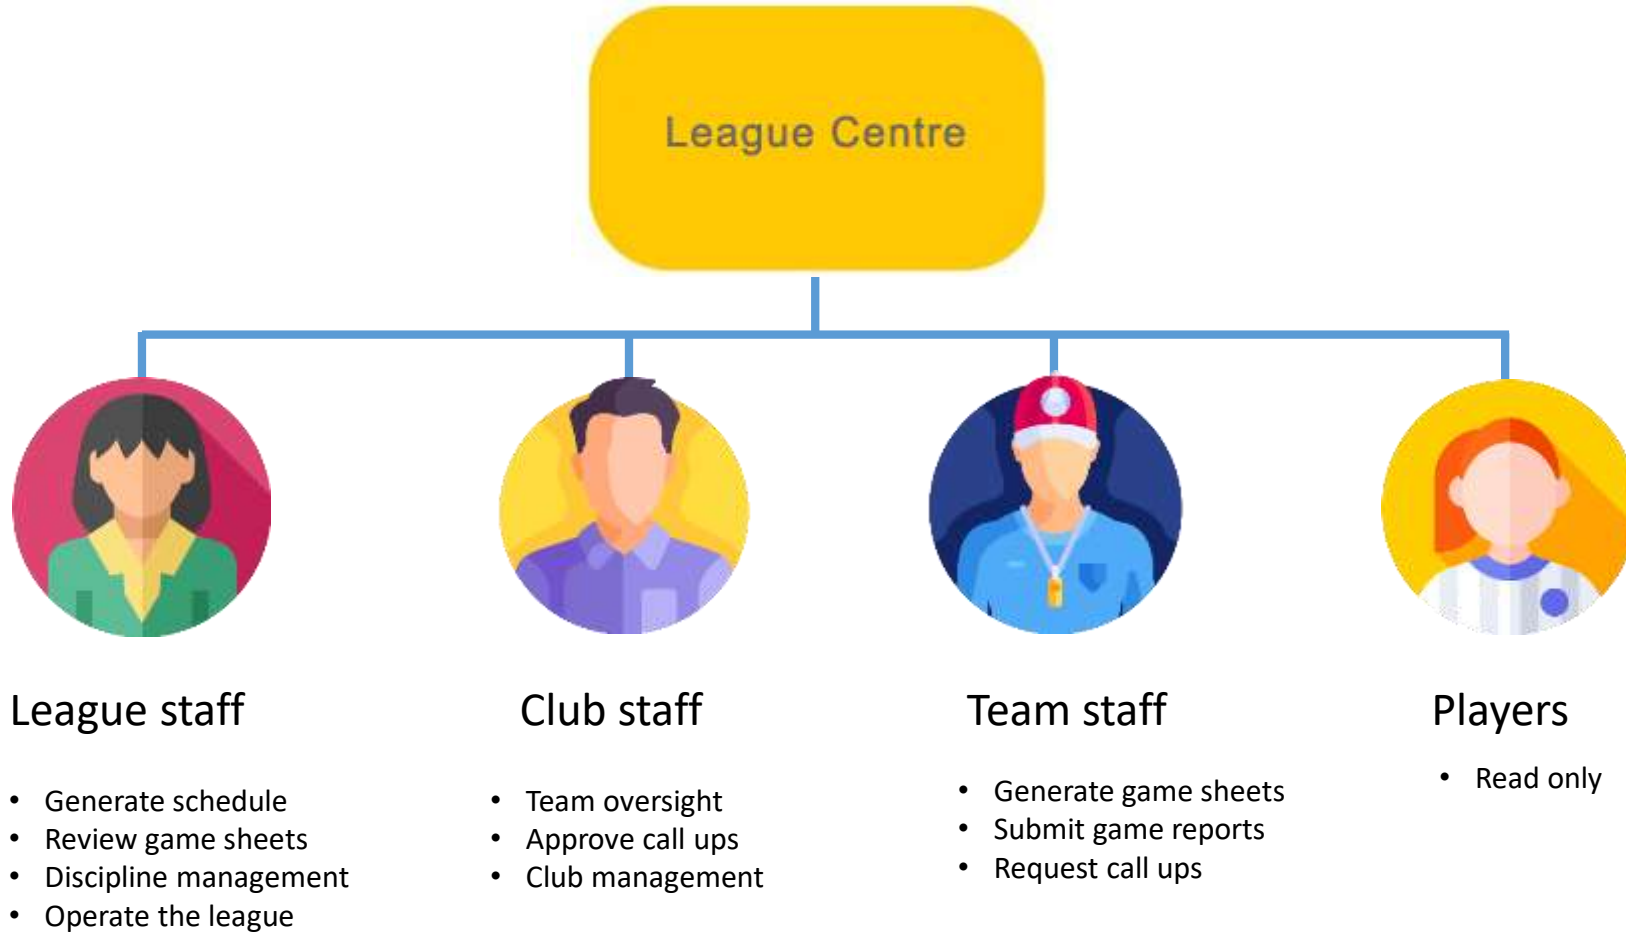 League Centre
League staff
• Generate schedule
• Review game sheets
• Discipline management
• Operate the league
Club staff
• Team oversight
• Approve call ups
• Club management
Team staff
• Generate game sheets
• Submit game reports
• Request call ups
Players
• Read only